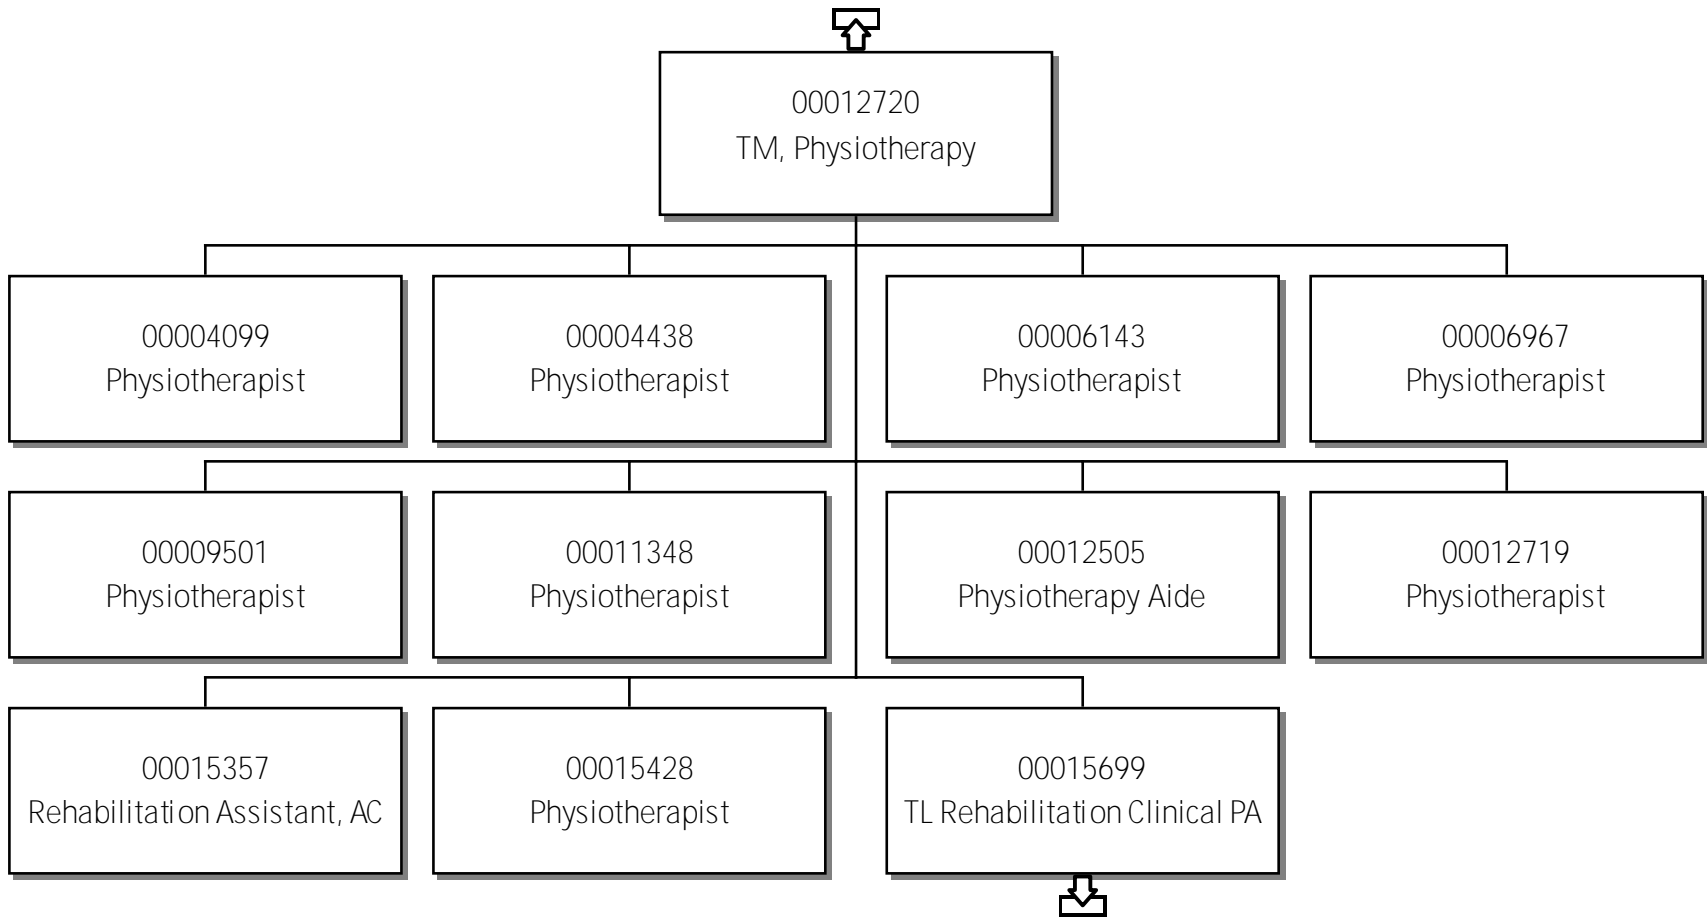 00012720
TM, Physiotherapy
00004099
Physiotherapist
00004438
Physiotherapist
00006143
Physiotherapist
00006967
Physiotherapist
00009501
Physiotherapist
00011348
Physiotherapist
00012505
Physiotherapy Aide
00012719
Physiotherapist
00015357
Rehabilitation Assistant, AC
00015428
Physiotherapist
00015699
TL Rehabilitation Clinical PA